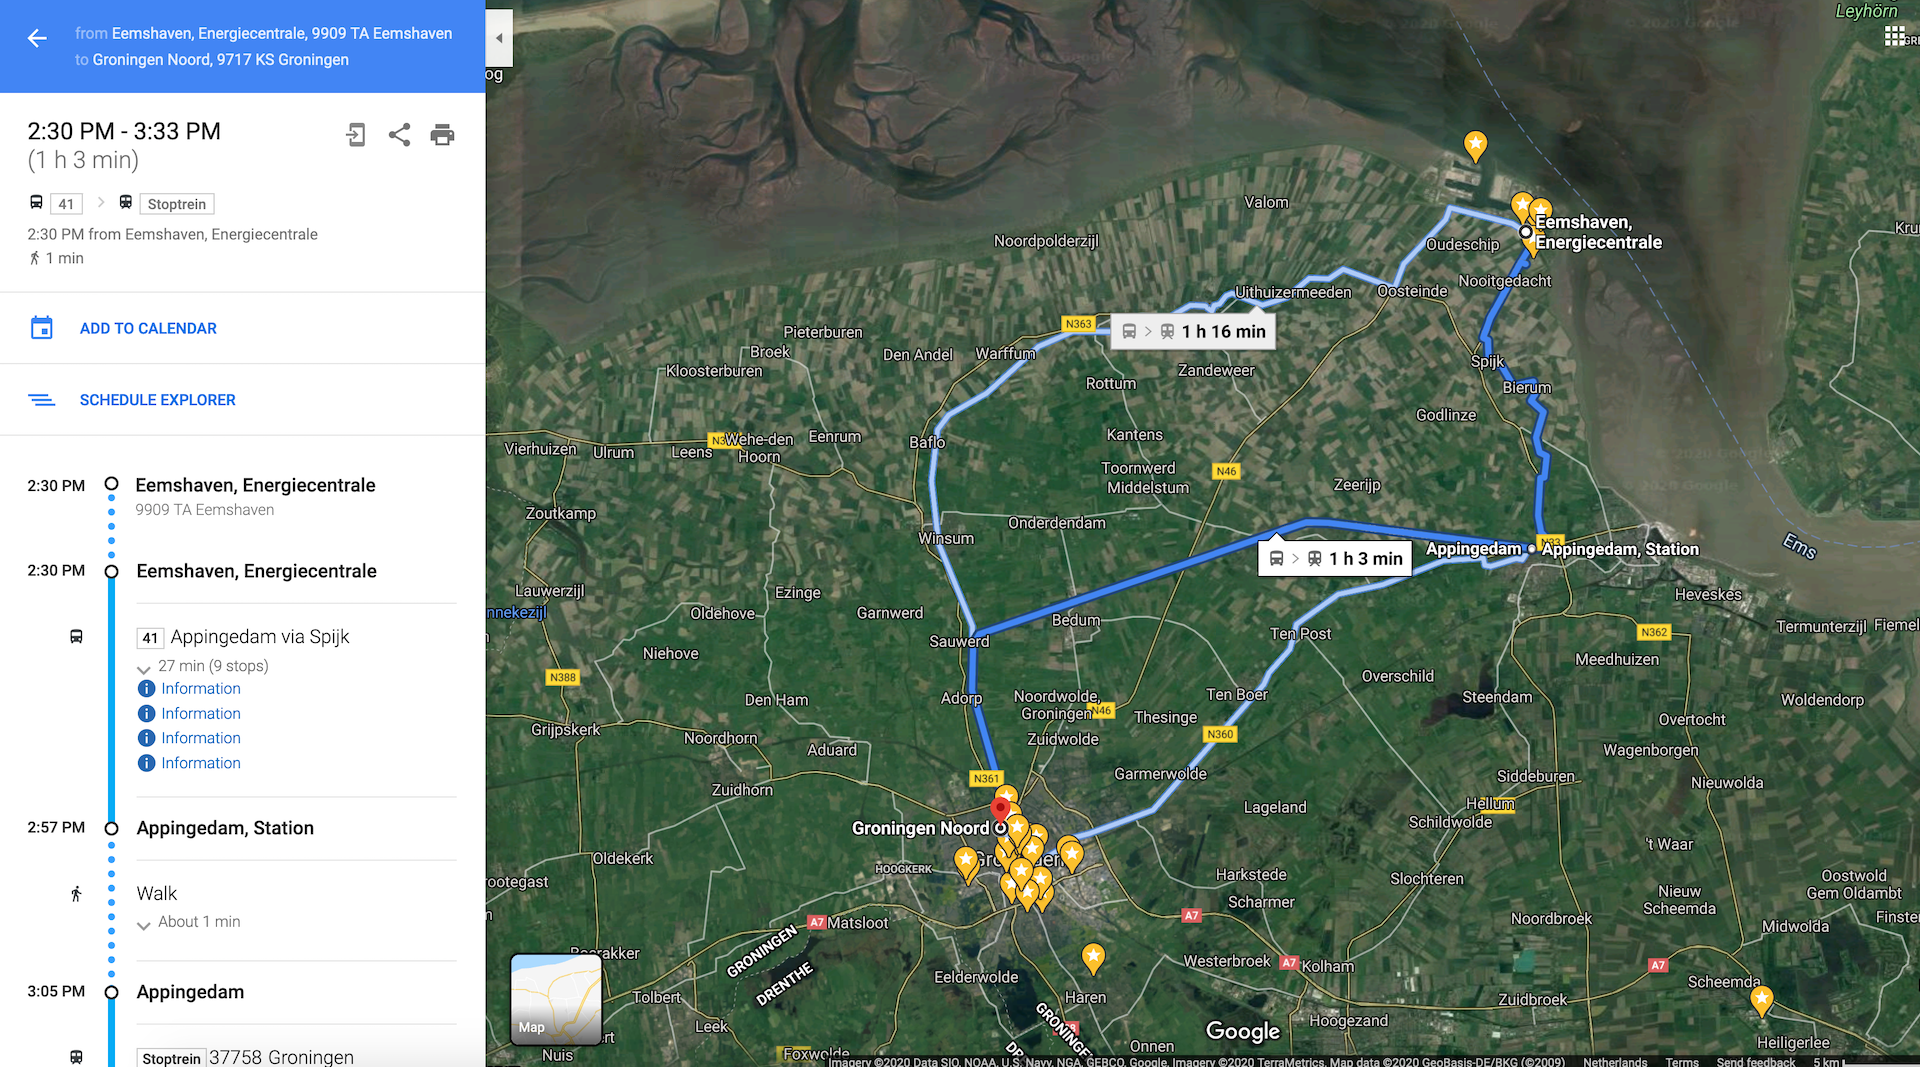 from Eemshaven, Energiecentrale, 9909 TA Eemshaven
to Groningen Noord, 9717 KS Groningen
2:30 PM - 3:33 PM
(1 h 3 min)
41
Stoptrein
2:30 PM from Eemshaven, Energiecentrale
1 min
ADD TO CALENDAR
SCHEDULE EXPLORER
2:30 PM
Eemshaven, Energiecentrale
9909 TA Eemshaven
2:30 PM
Eemshaven, Energiecentrale
41 Appingedam via Spijk
27 min (9 stops)
Information
Information
Information
Information
2:57 PM
Appingedam, Station
Walk
About 1 min
3:05 PM
Appingedam
Stoptrein 37758 Groningen
og
Leyhörn
Valom
Noordpolderzijl
Eemshaven,
Energiecentrale
Oudeschip
Nooitgedacht
Uithuizermeeden
Oosteinde
N363
1 h 16 min
Pieterburen
Broek
Den Andel
Warffum
Kloosterburen
Zandeweer
Rottum
Spijk
Bierum
Godlinze
Vierhuizen
Ulrum
Leens
Wehe-den
Hoorn
Eenrum
Baflo
Kantens
Toornwerd
Middelstum
N46
Zeerijp
Zoutkamp
Onderdendam
Winsum
Appingedam
Appingedam, Station
N33
Ems
1 h 3 min
Lauwerzijl
nnekezijl
Ezinge
Oldehove
Garnwerd
Bedum
Sauwerd
Ten Post
Heveskes
N362
Termunterzijl
Fiemel
Niehove
Meedhuizen
N388
Den Ham
Adorp
Noordwolde,
Groningen
N46
Ten Boer
Overschild
Steendam
Woldendorp
Thesinge
Overtocht
Grijpskerk
Noordhorn
Aduard
Zuidwolde
N360
Wagenborgen
Garmerwolde
Siddeburen
Nieuwolda
N361
Zuidhorn
Lageland
Hellum
Schildwolde
Groningen Noord
't Waar
Oldekerk
HOOGKERK
rootegast
Harkstede
Slochteren
Oostwold
Gem Oldambt
Scharmer
Nieuw
Scheemda
Noordbroek
Midwolda
Finster
A7
Matsloot
A7
GRONINGEN
DRENTHE
Eelderwolde
Westerbroek
A7
Kolham
A7
Scheemda
Tolbert
Haren
Zuidbroek
Leek
Hoogezand
Map
Google
Onnen
Heiligerlee
Nuis
Foxwolde
Imagery ©2020 Data SIO, NOAA, U.S. Navy, NGA, GEBCO, Google, Imagery ©2020 TerraMetrics, Map data ©2020 GeoBasis-DE/BKG (©2009)
Netherlands
Terms
Send feedback
5 km